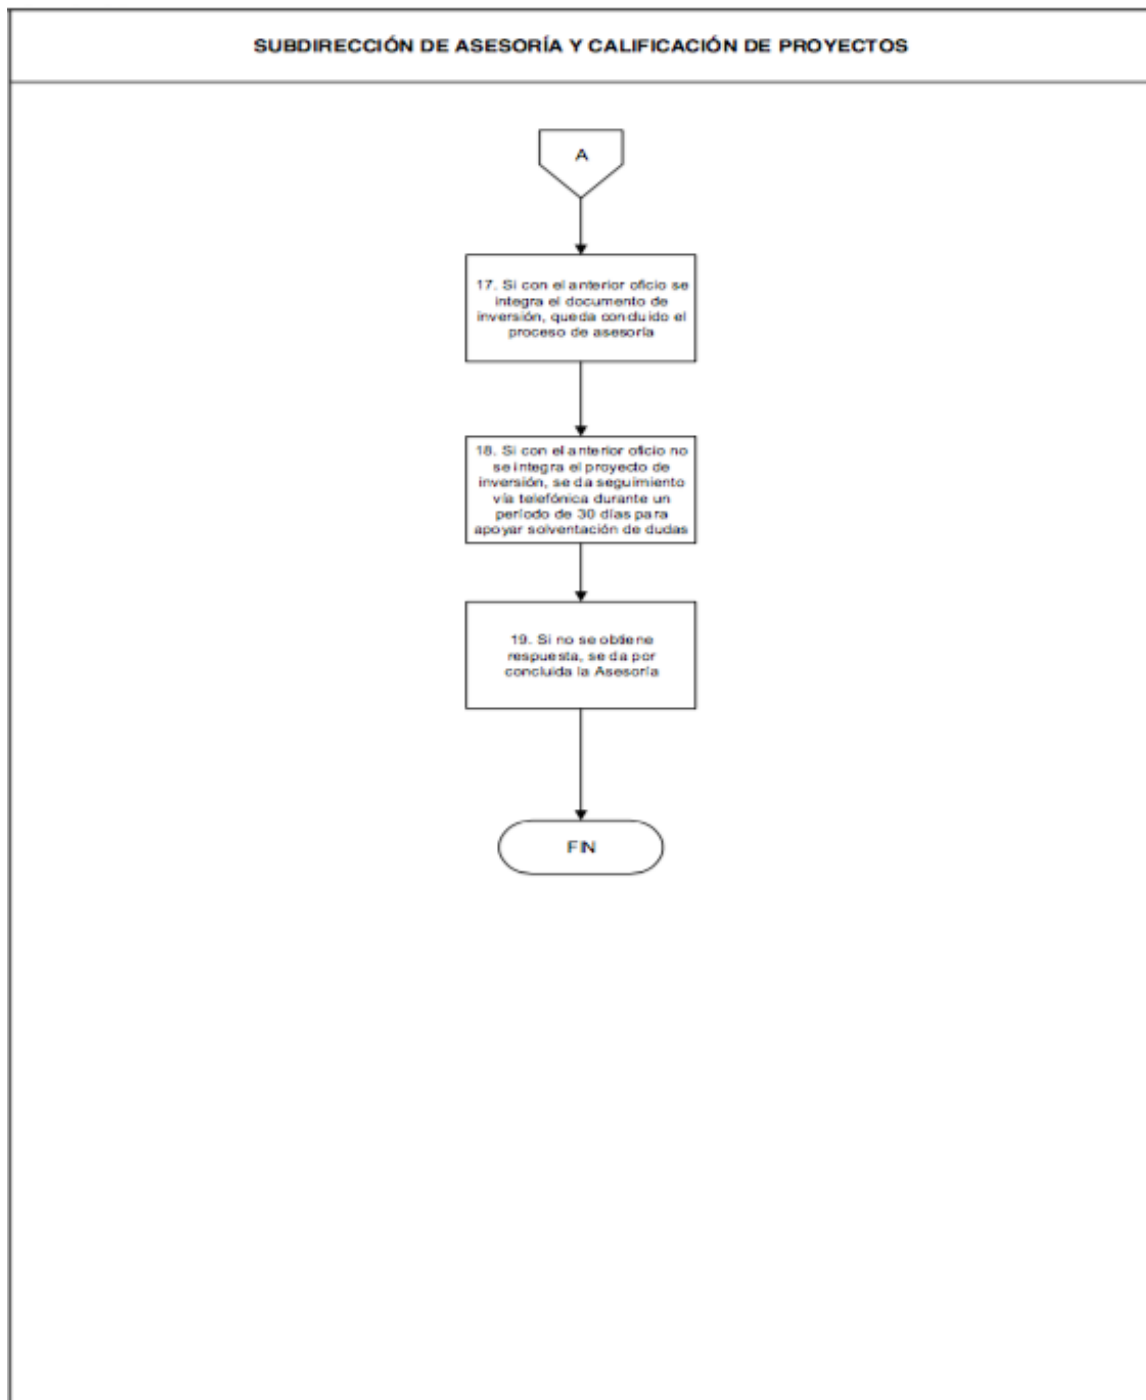 SUBDIRECCIÓN DE ASESORÍA Y CALIFICACIÓN DE PROYECTOS
A
17. Si con el anterior oficio se
integra el documento de
inversión, queda concluido el
proceso de asesoría
18. Si con el anterior oficio no
se integra el proyecto de
inversión, se da seguimiento
vía telefónica durante un
período de 30 días para
apoyar solventación de dudas
19. Si no se obtiene
respuesta, se da por
concluida la Asesoría
FIN